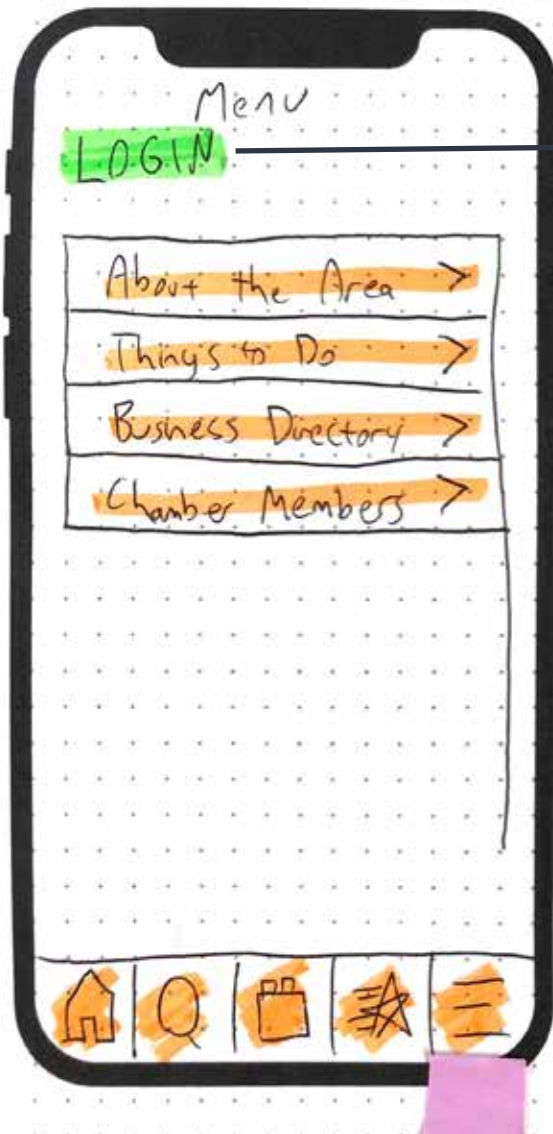 Menu
LOGIN
About the Area >
Things to Do >
Business Directory >
Chamber Members >